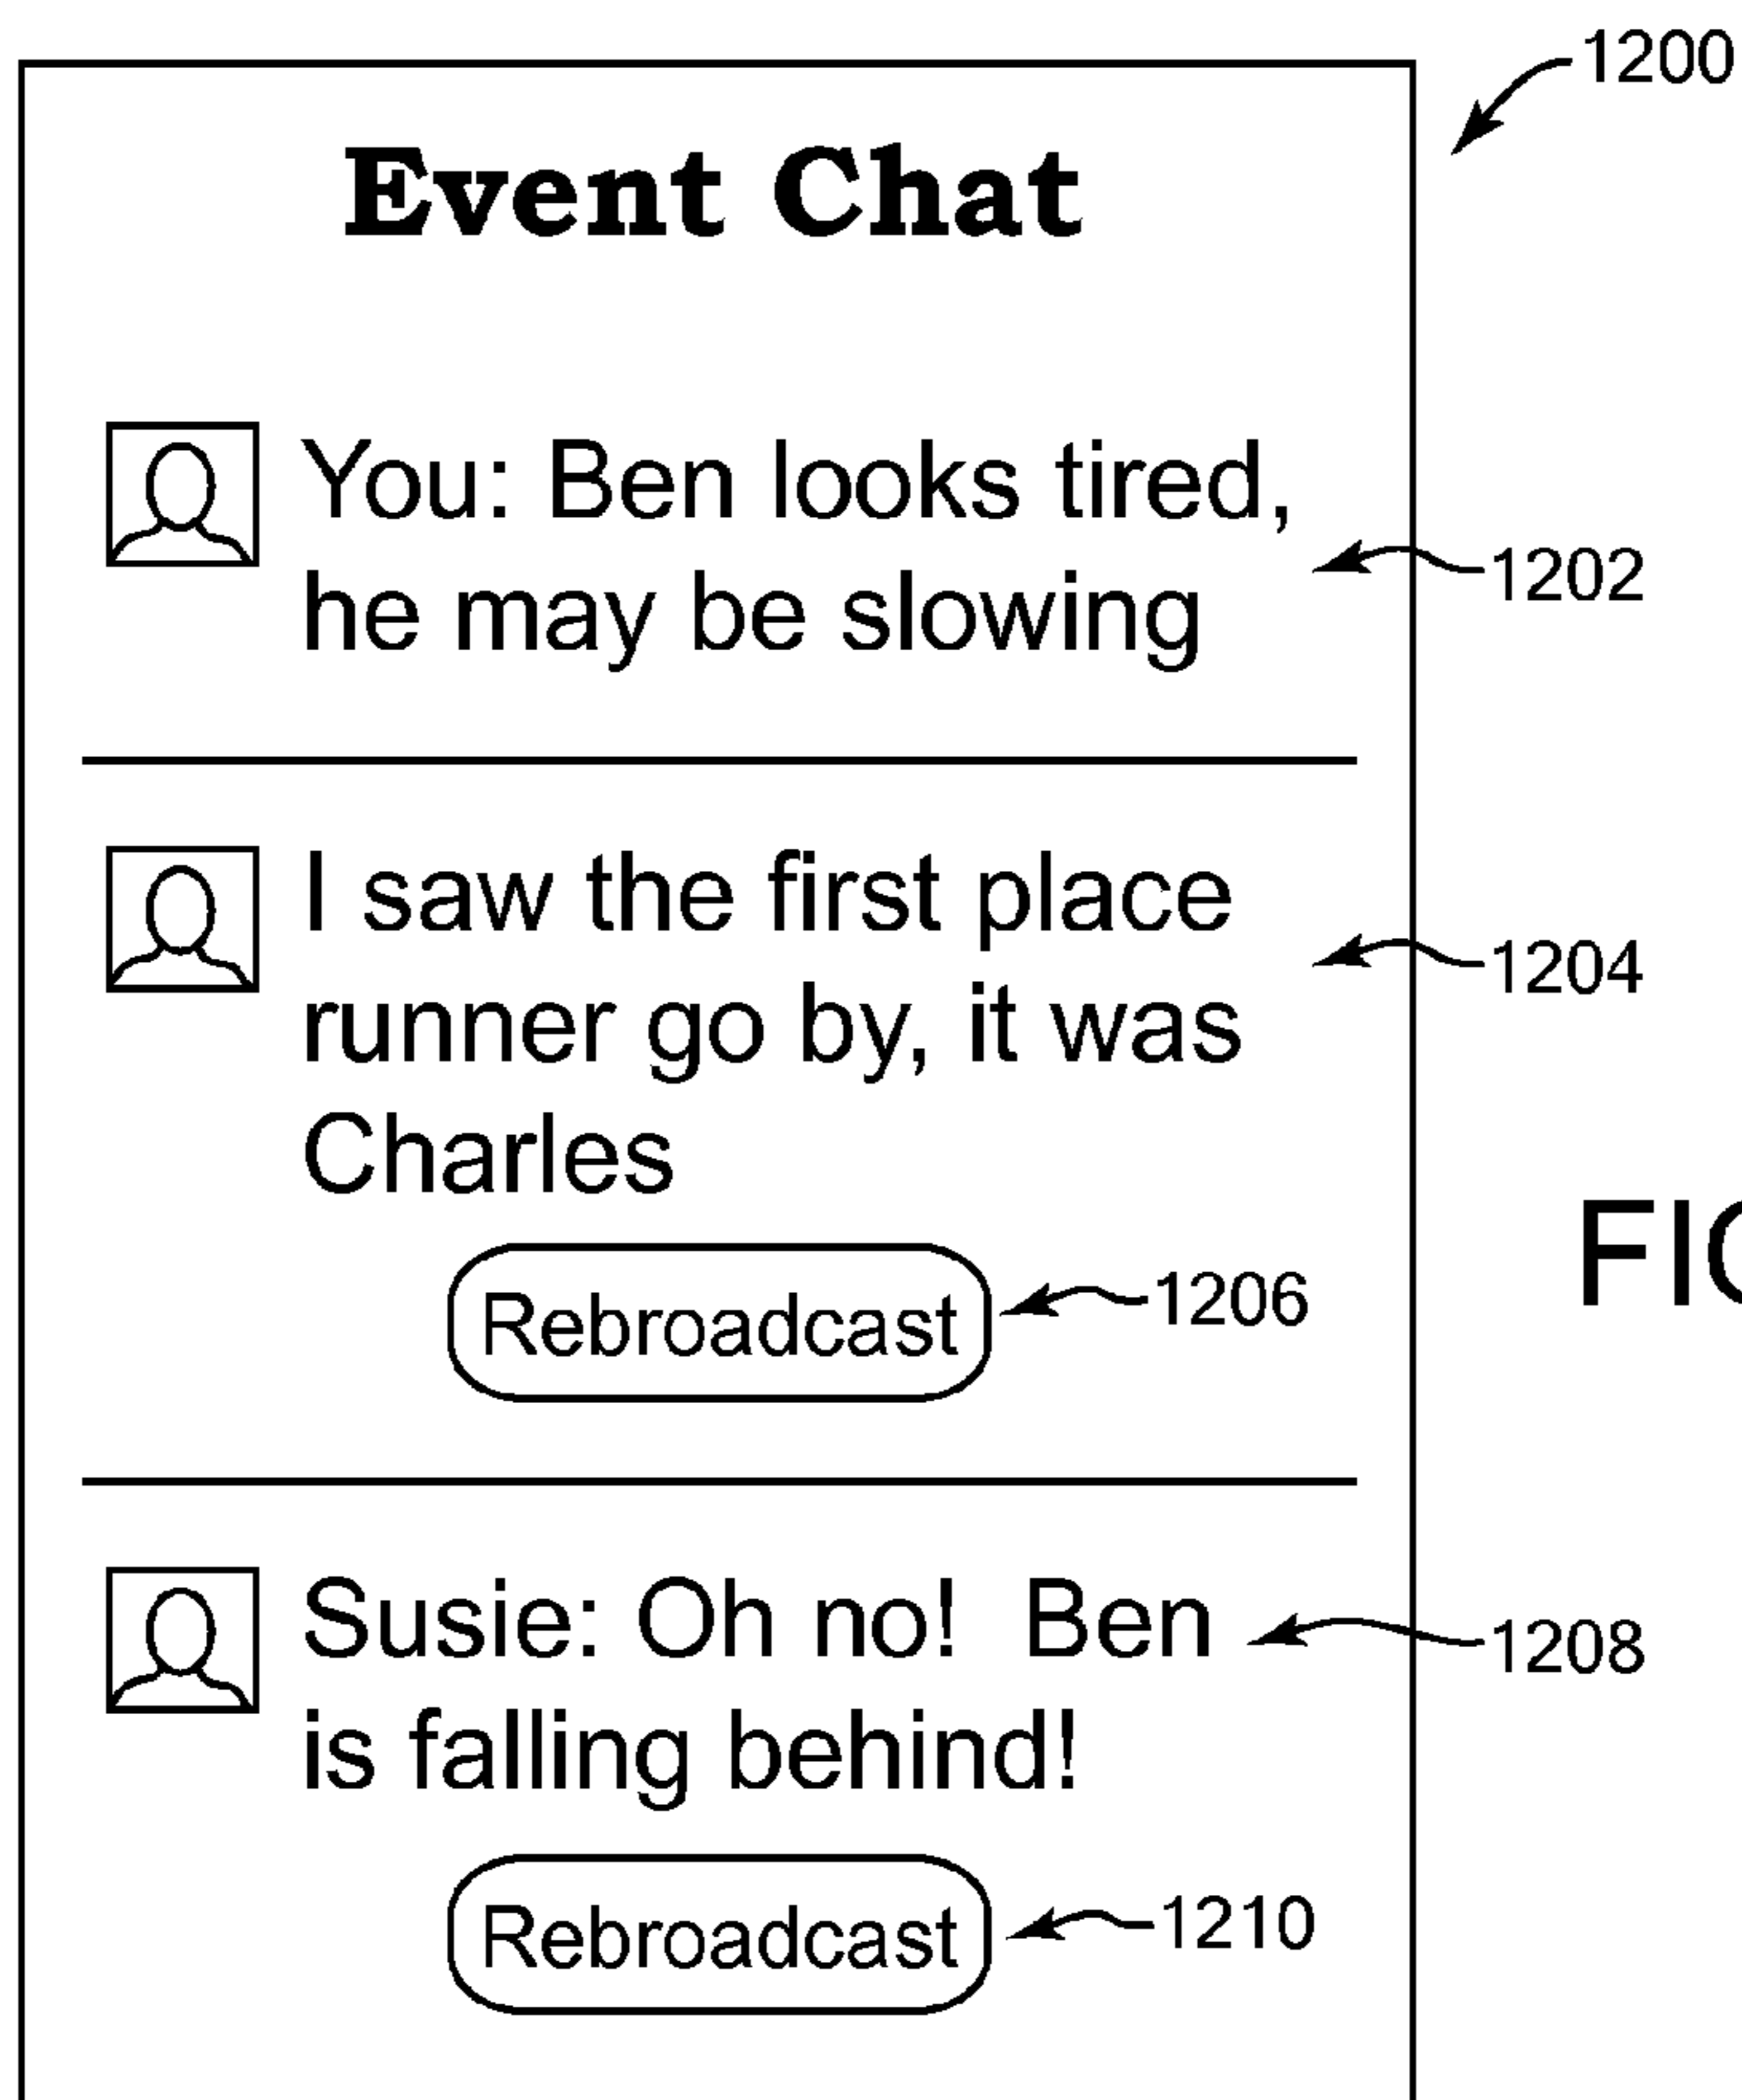 1200
Event Chat
You: Ben looks tired,
he may be slowing
1202
I saw the first place
runner go by, it was
Charles
1204
Rebroadcast
1206
Susie: Oh no!  Ben
is falling behind!
1208
Rebroadcast
1210